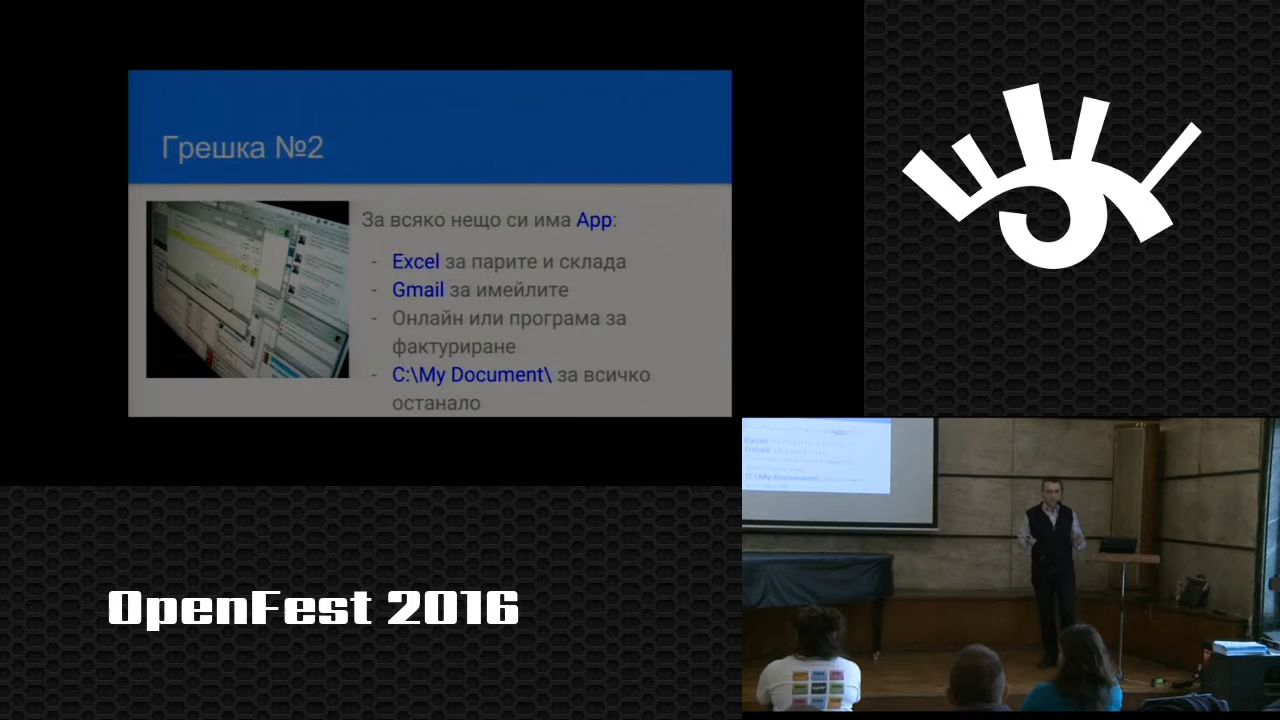 Грешка №2
За всяко нещо си има App:
- Excel за парите и склада
- Gmail за имейлите
- Онлайн или програма за
фактуриране
- C:\My Document\ за всичко
останало
OpenFest 2016